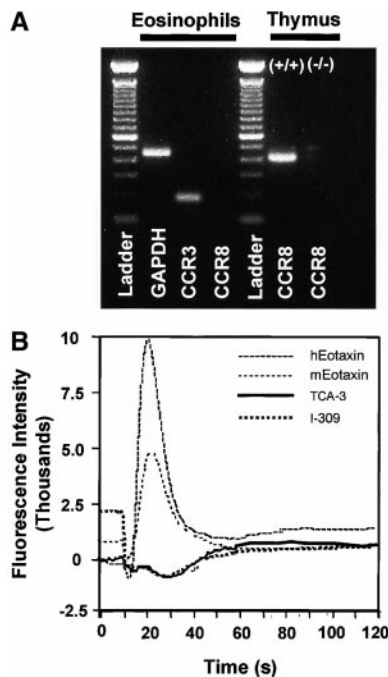 A
Eosinophils Thymus
(+/+) (-/-)
Ladder
GAPDH
CCR3
CCR8
Ladder
CCR8
CCR8
B
10
7.5
5.0
2.5
0
-2.5
Fluorescence Intensity
(Thousands)
hEotaxin
mEotaxin
TCA-3
I-309
0 20 40 60 80 100 120
Time (s)